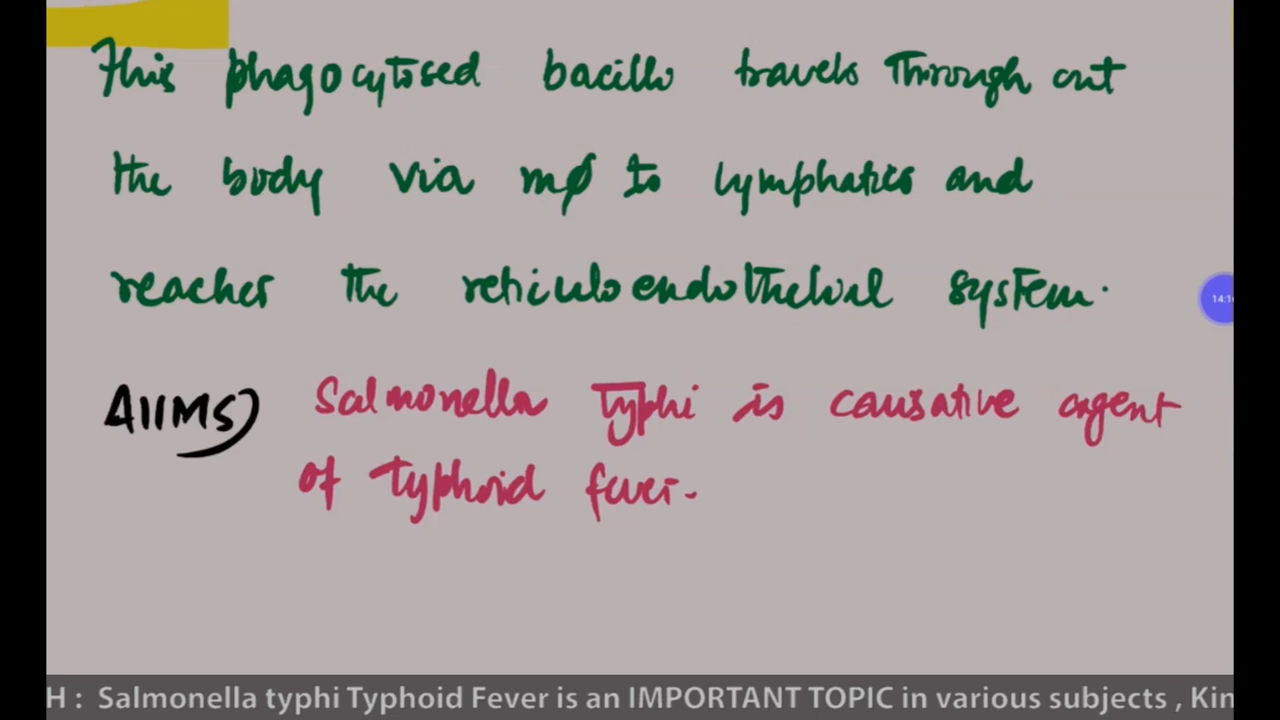 This phagocytosed bacilli travels through out
the body via mφ to lymphatics and
reaches the reticuloendothelial system.
AIIMS) Salmonella typhi is causative agent
of typhoid fever.
H : Salmonella typhi Typhoid Fever is an IMPORTANT TOPIC in various subjects , Kin